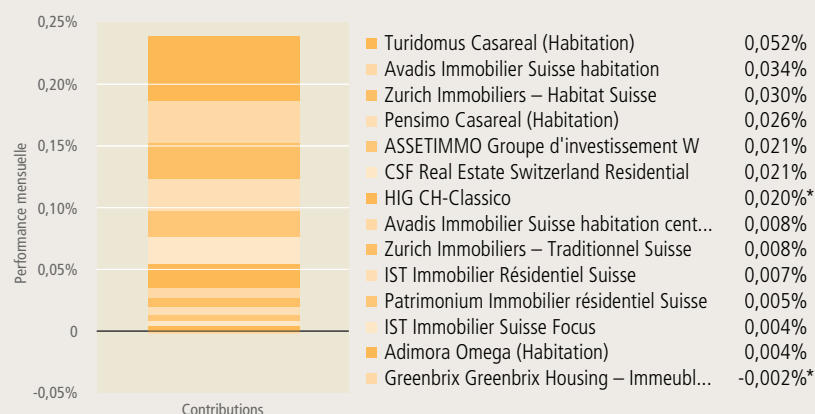 0,25%
0,20%
0,15%
0,10%
0,05%
0
-0,05%
Performance mensuelle
Contributions
Turidomus Casareal (Habitation) 0,052%
Avadis Immobilier Suisse habitation 0,034%
Zurich Immobiliers – Habitat Suisse 0,030%
Pensimo Casareal (Habitation) 0,026%
ASSETIMMO Groupe d'investissement W 0,021%
CSF Real Estate Switzerland Residential 0,021%
HIG CH-Classico 0,020%*
Avadis Immobilier Suisse habitation cent... 0,008%
Zurich Immobiliers – Traditionnel Suisse 0,008%
IST Immobilier Résidentiel Suisse 0,007%
Patrimonium Immobilier résidentiel Suisse 0,005%
IST Immobilier Suisse Focus 0,004%
Adimora Omega (Habitation) 0,004%
Greenbrix Greenbrix Housing – Immeubl... -0,002%*